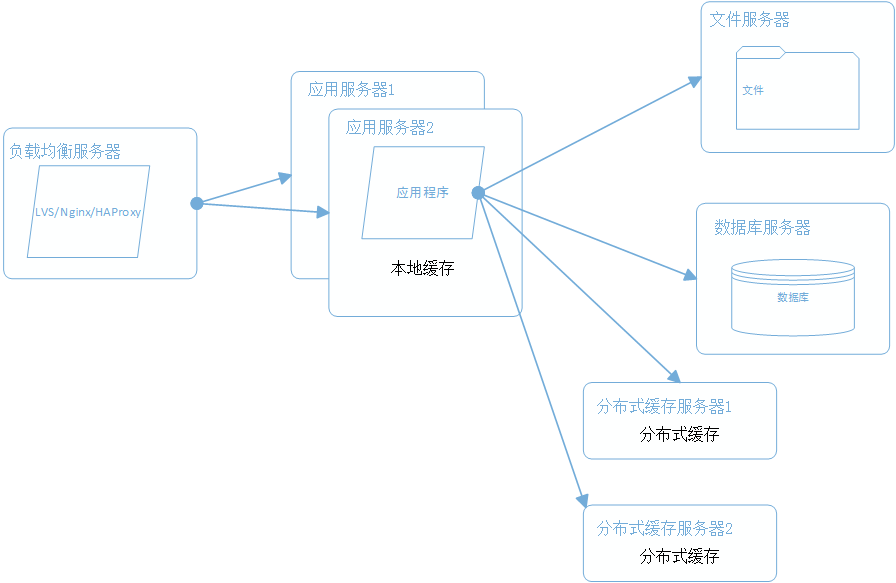 负载均衡服务器
LVS/Nginx/HAProxy
应用服务器1
应用服务器2
应用程序
本地缓存
文件服务器
文件
数据库服务器
数据库
分布式缓存服务器1
分布式缓存
分布式缓存服务器2
分布式缓存